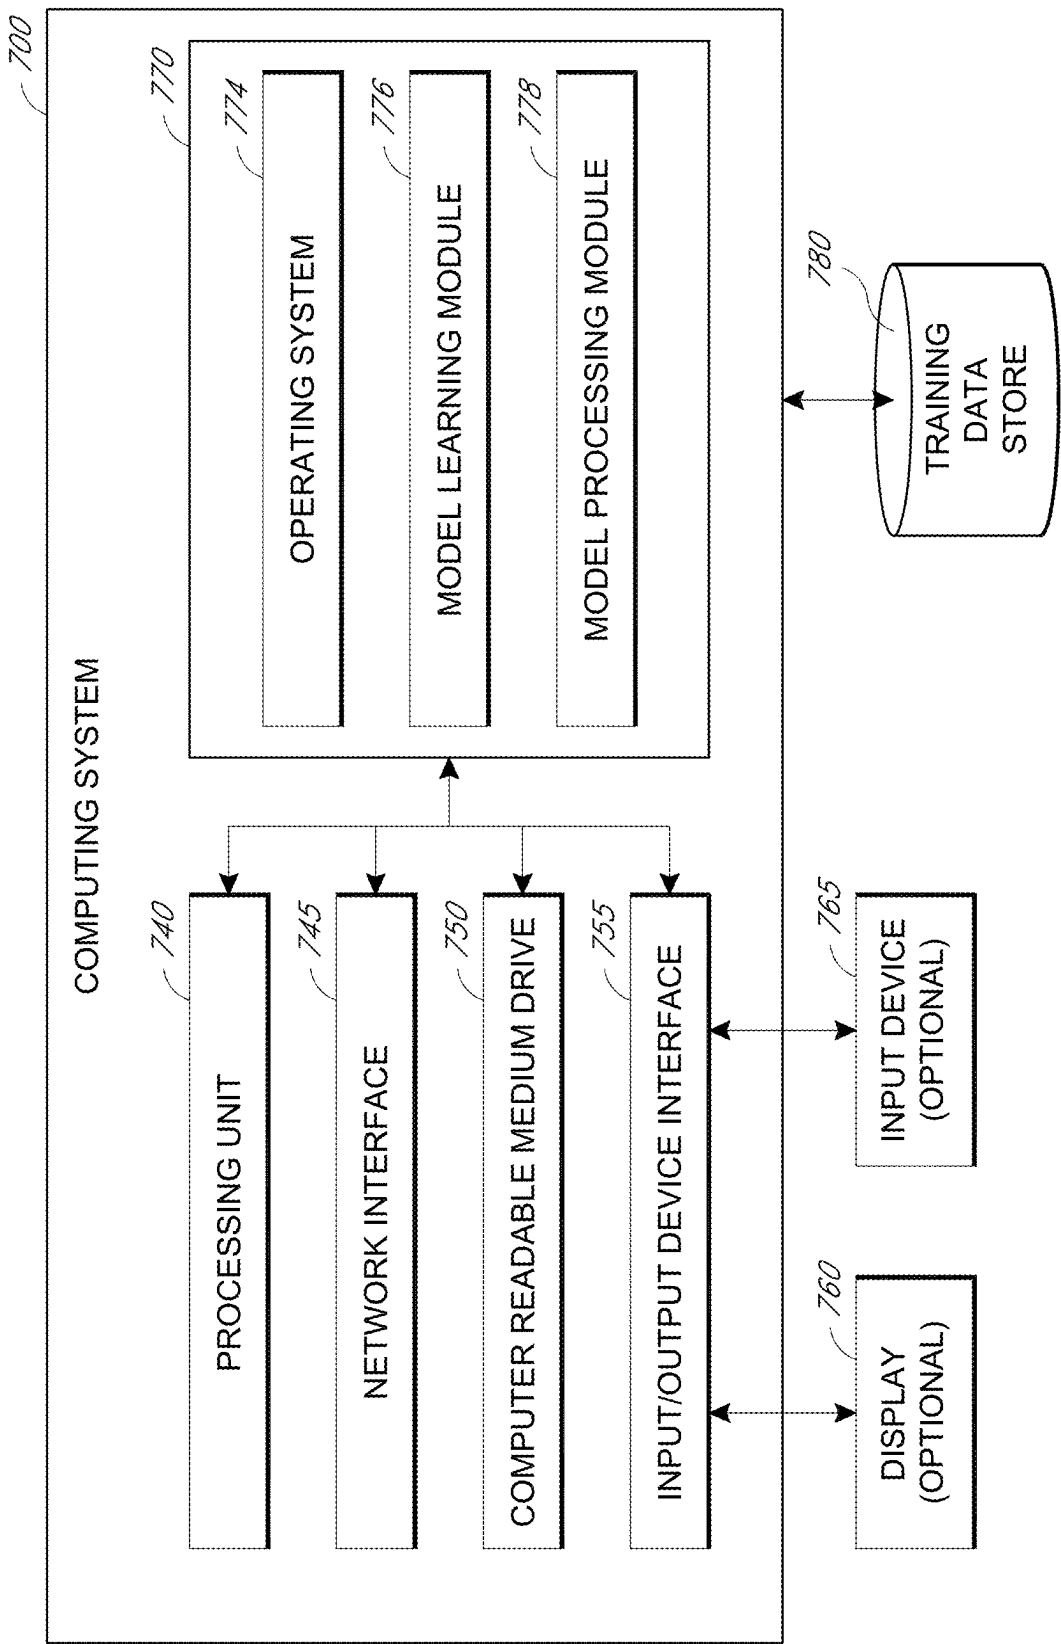 700
COMPUTING SYSTEM
740
PROCESSING UNIT
745
NETWORK INTERFACE
750
COMPUTER READABLE MEDIUM DRIVE
755
INPUT/OUTPUT DEVICE INTERFACE
770
774
OPERATING SYSTEM
776
MODEL LEARNING MODULE
778
MODEL PROCESSING MODULE
760
DISPLAY
(OPTIONAL)
765
INPUT DEVICE
(OPTIONAL)
780
TRAINING
DATA
STORE